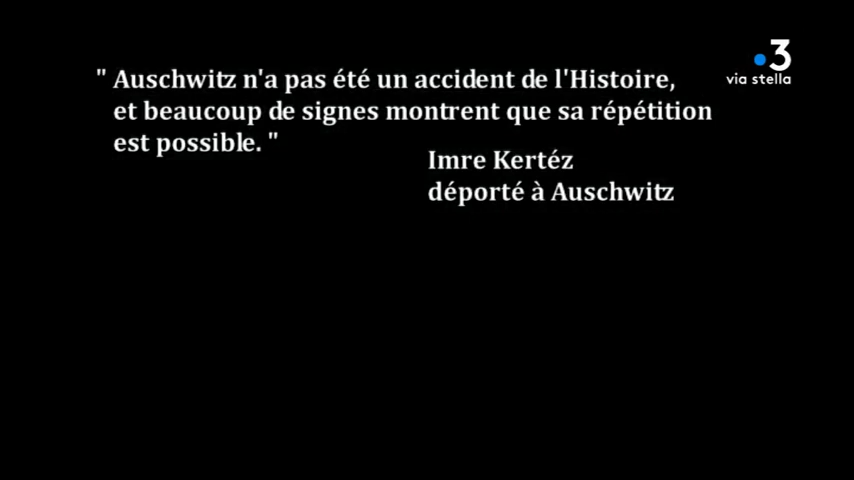 " Auschwitz n'a pas été un accident de l'Histoire,
et beaucoup de signes montrent que sa répétition
est possible. "
Imre Kertéz
déporté à Auschwitz
3
via stella